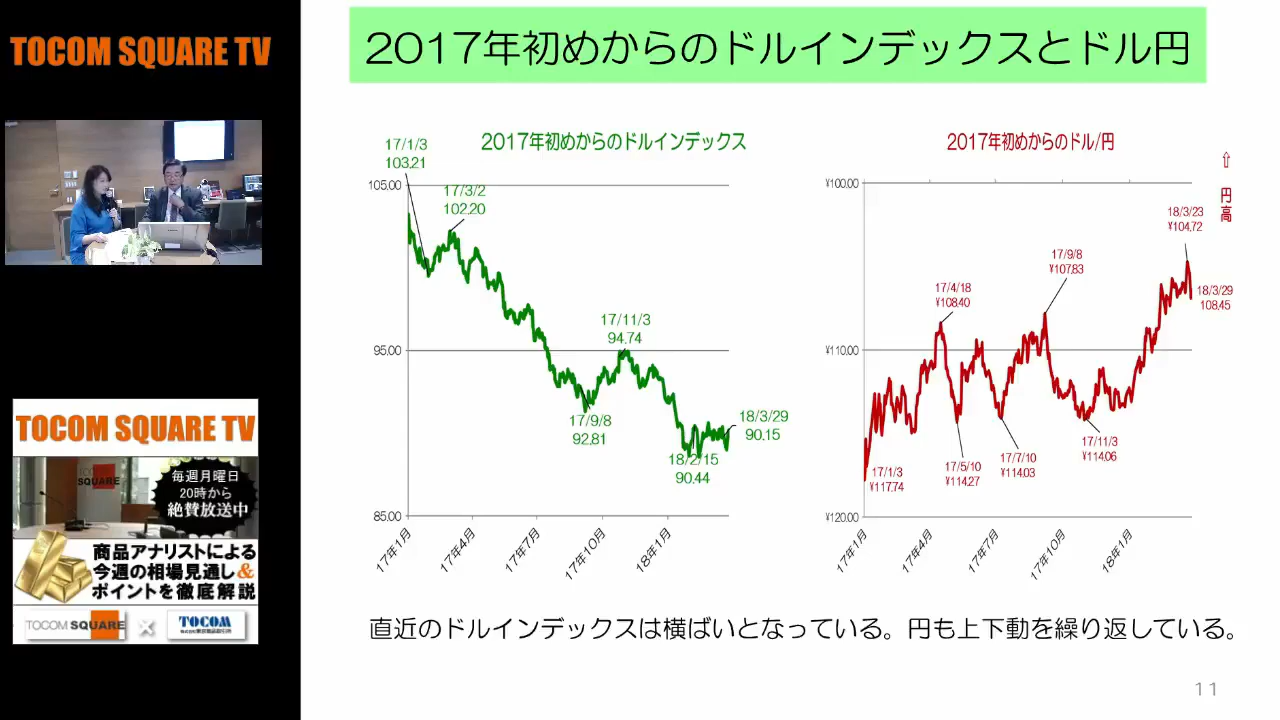 TOCOM SQUARE TV
2017年初めからのドルインデックスとドル円
2017年初めからのドルインデックス
17/1/3
103.21
17/3/2
102.20
17/11/3
94.74
17/9/8
92.81
18/2/15
90.44
18/3/29
90.15
105.00
95.00
85.00
17年1月
17年4月
17年7月
17年10月
18年1月
2017年初めからのドル/円
⇧
円
高
¥100.00
¥110.00
¥120.00
18/3/23
¥104.72
17/9/8
¥107.83
17/4/18
¥108.40
18/3/29
¥108.45
17/1/3
¥117.74
17/5/10
¥114.27
17/7/10
¥114.03
17/11/3
¥114.06
17年1月
17年4月
17年7月
17年10月
18年1月
直近のドルインデックスは横ばいとなっている。円も上下動を繰り返している。
11
TOCOM SQUARE TV
SQUARE
毎週月曜日
20時から
絶賛放送中
商品アナリストによる
今週の相場見通し&
ポイントを徹底解説
TOCOM SQUARE × TOCOM